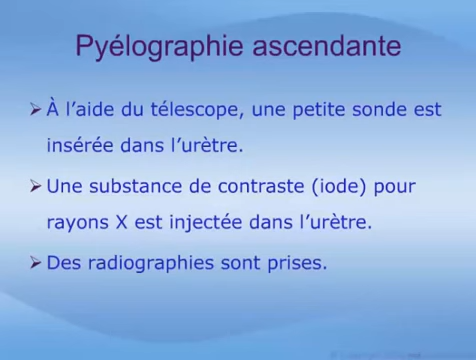 Pyélographie ascendante
➢ À l’aide du télescope, une petite sonde est
insérée dans l’urètre.
➢ Une substance de contraste (iode) pour
rayons X est injectée dans l’urètre.
➢ Des radiographies sont prises.